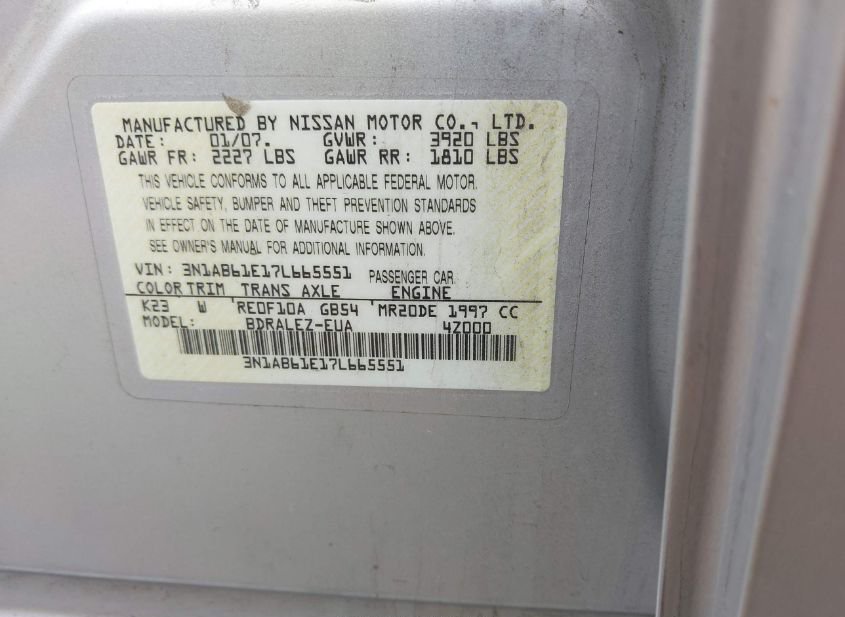 MANUFACTURED BY NISSAN MOTOR CO., LTD.
DATE: 01/07. GVWR: 3920 LBS
GAWR FR: 2227 LBS GAWR RR: 1810 LBS
THIS VEHICLE CONFORMS TO ALL APPLICABLE FEDERAL MOTOR
VEHICLE SAFETY, BUMPER AND THEFT PREVENTION STANDARDS
IN EFFECT ON THE DATE OF MANUFACTURE SHOWN ABOVE.
SEE OWNER'S MANUAL FOR ADDITIONAL INFORMATION.
VIN: 3N1AB61E17L665551 PASSENGER CAR
COLOR TRIM TRANS AXLE ENGINE
K23 W RE0F10A GB54 MR20DE 1997 CC
MODEL: BDRALEZ-EUA 4Z000
3N1AB61E17L665551